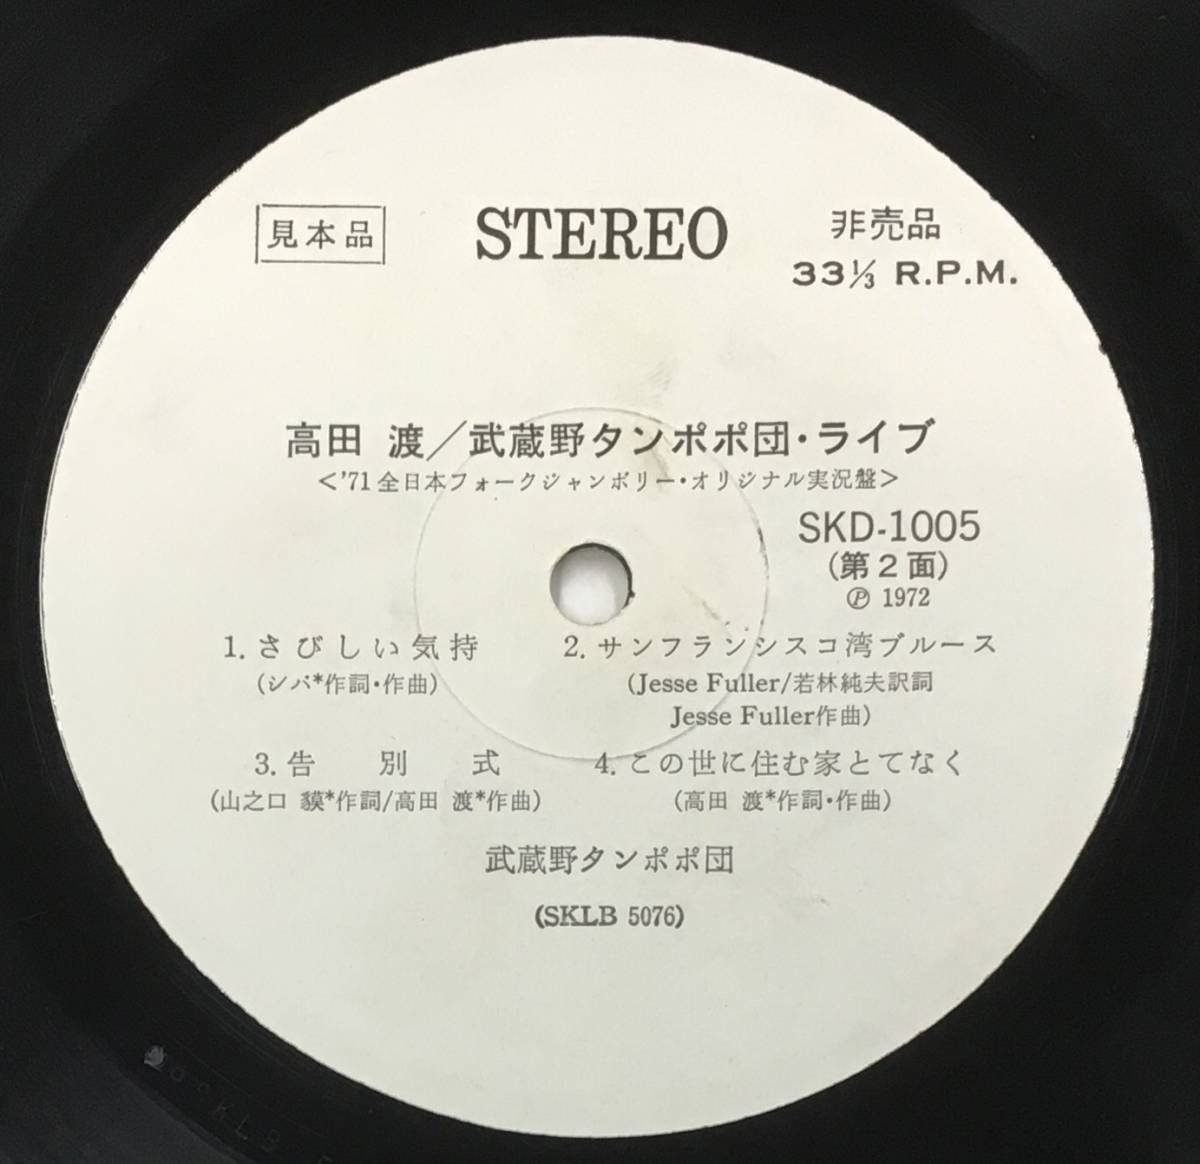 見本品
STEREO
非売品
33⅓ R.P.M.
高田 渡／武蔵野タンポポ団・ライブ
＜'71全日本フォークジャンボリー・オリジナル実況盤＞
SKD-1005
(第2面)
Ⓟ 1972
1. さびしい気持
(シバ*作詞・作曲)
2. サンフランシスコ湾ブルース
(Jesse Fuller/若林純夫訳詞
Jesse Fuller作曲)
3. 告別式
(山之口 貘*作詞/高田 渡*作曲)
4. この世に住む家とてなく
(高田 渡*作詞・作曲)
武蔵野タンポポ団
(SKLB 5076)